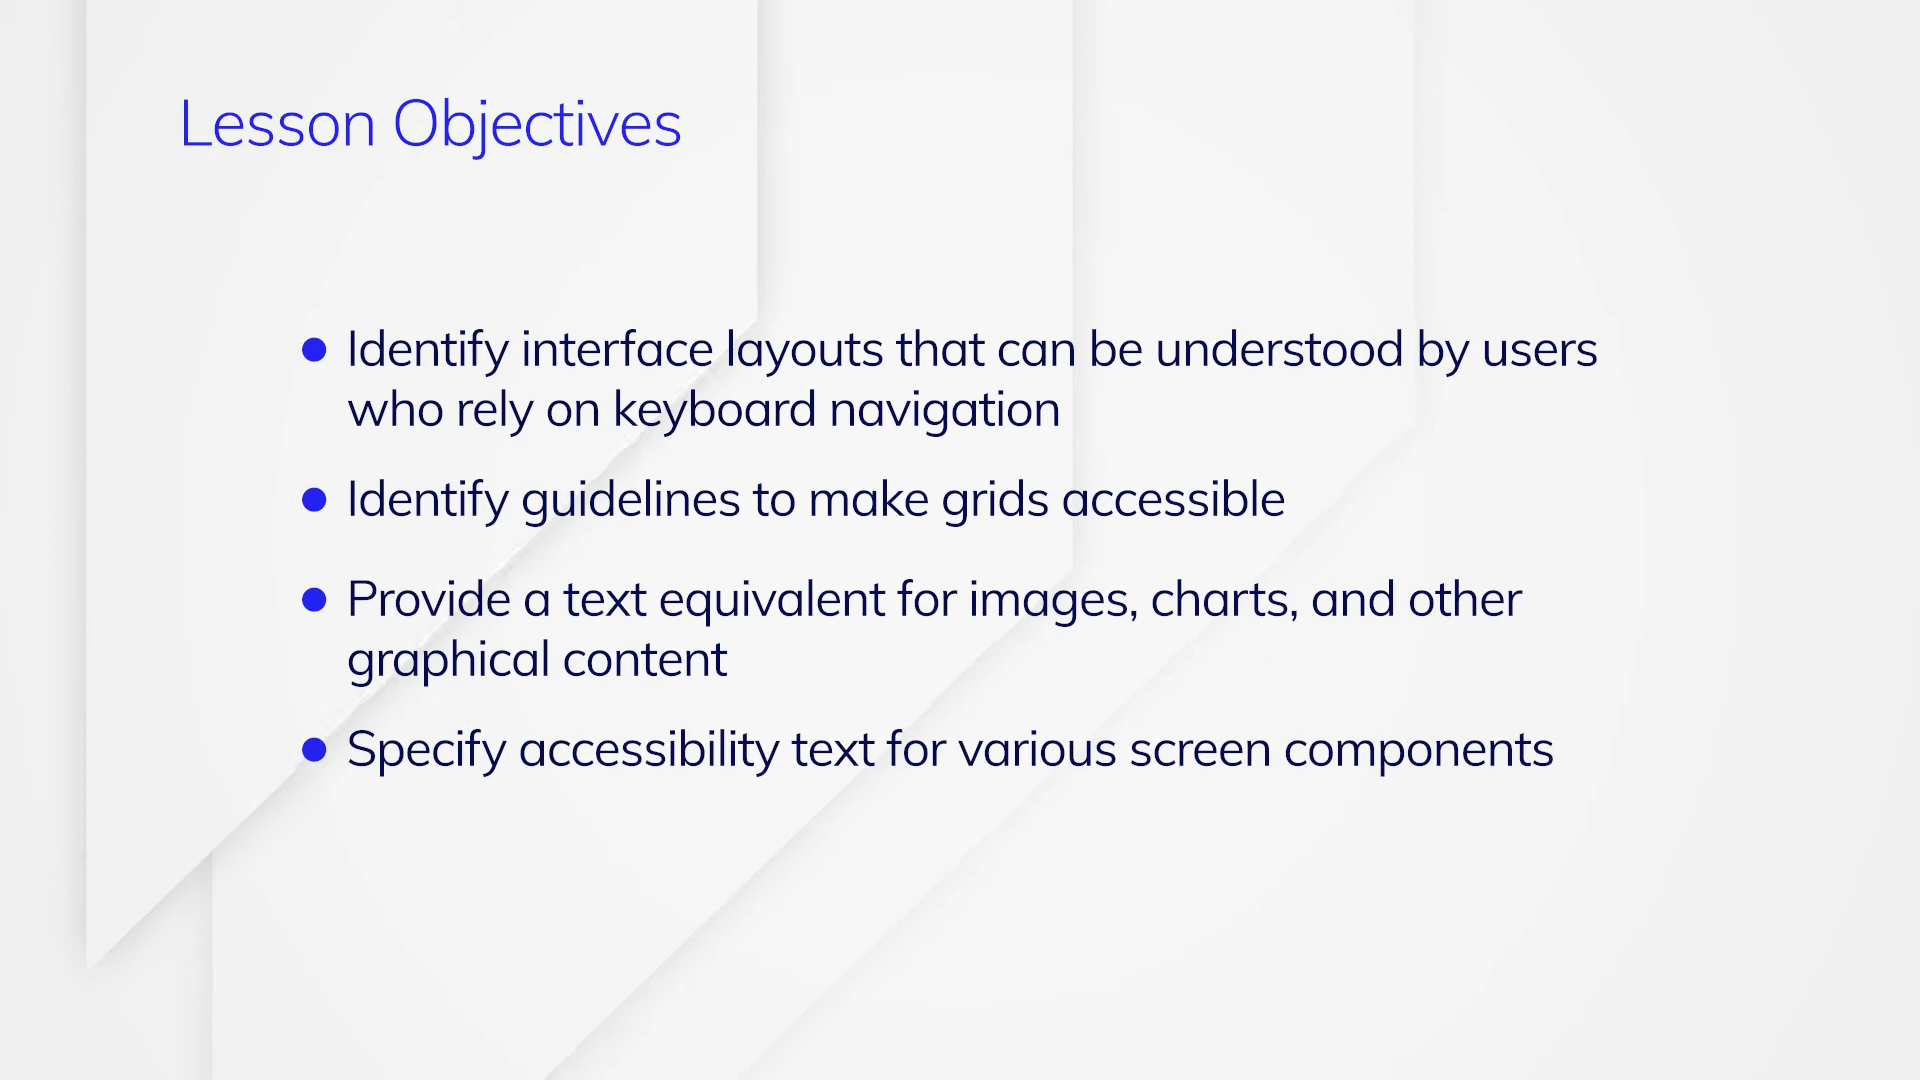 Lesson Objectives
● Identify interface layouts that can be understood by users
who rely on keyboard navigation
● Identify guidelines to make grids accessible
● Provide a text equivalent for images, charts, and other
graphical content
● Specify accessibility text for various screen components